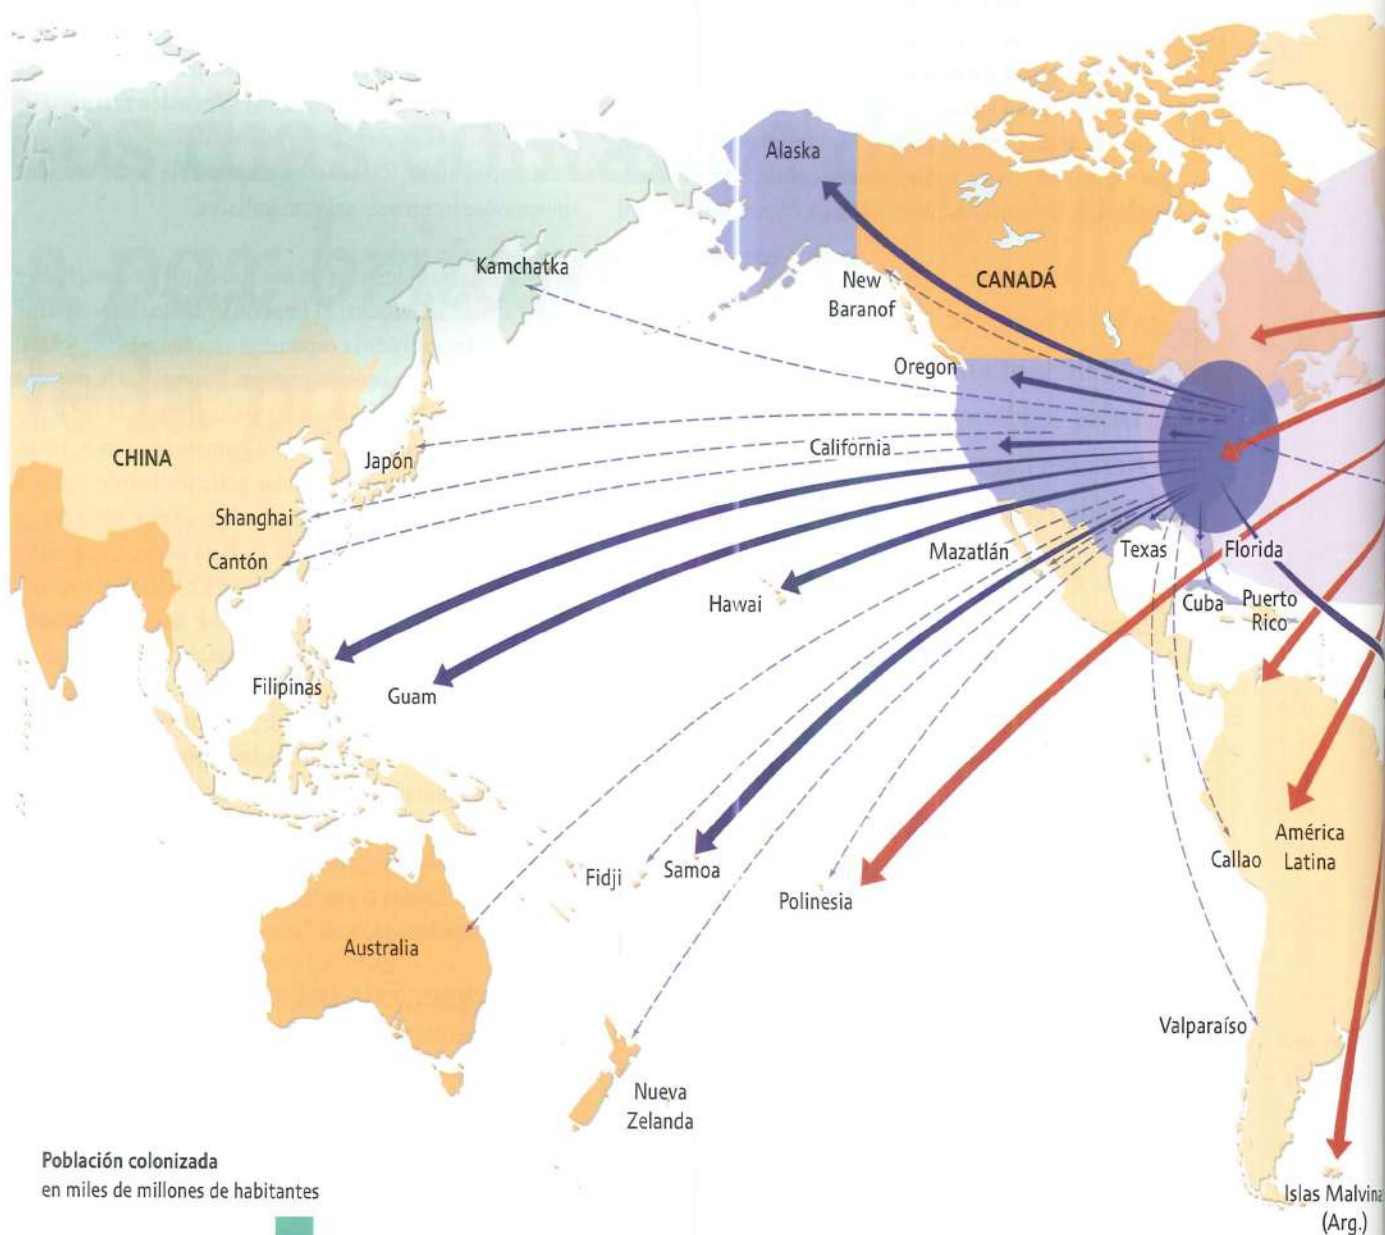 Alaska
Kamchatka
New
Baranof
CANADÁ
Oregon
CHINA
Japón
California
Shanghai
Cantón
Mazatlán
Texas
Florida
Hawai
Cuba
Puerto
Rico
Filipinas
Guam
América
Latina
Callao
Fidji
Samoa
Polinesia
Australia
Valparaíso
Nueva
Zelanda
Población colonizada
en miles de millones de habitantes
Islas Malvina
(Arg.)